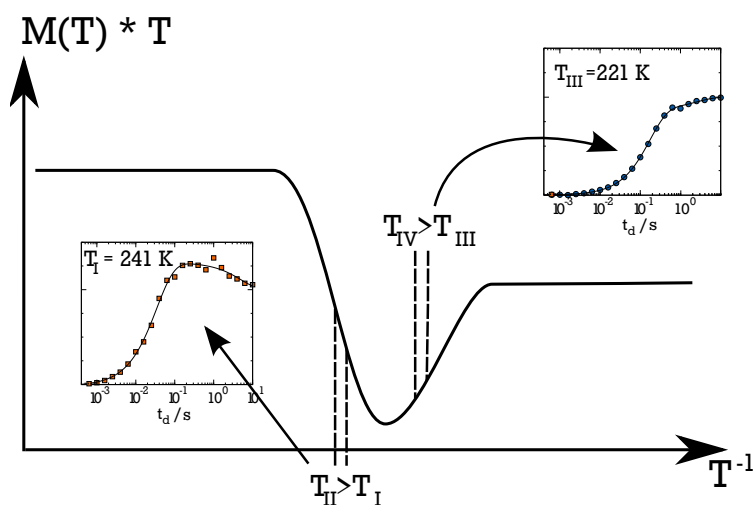 M(T) * T
T_III =221 K
10^-3 10^-2 10^-1 10^0
t_d / s
T_IV>T_III
T_I = 241 K
10^-3 10^-2 10^-1 10^0 10^1
t_d / s
T^-1
T_II>T_I